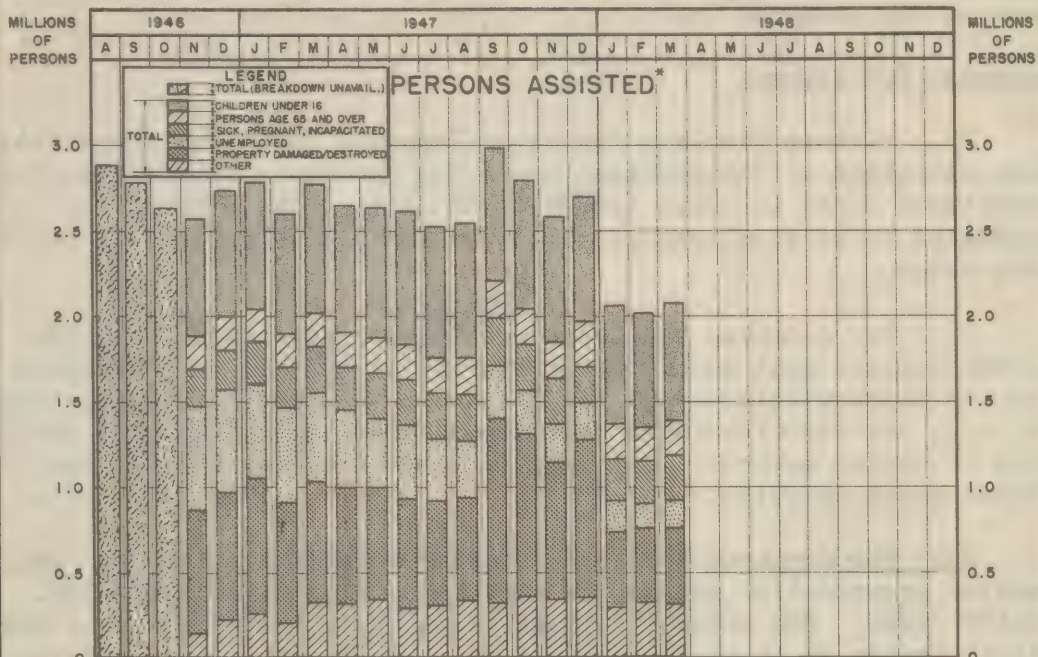 MILLIONS OF PERSONS
1946 1947 1948
MILLIONS OF PERSONS
A S O N D J F M A M J J A S O N D J F M A M J J A S O N D
PERSONS ASSISTED*
LEGEND
TOTAL (BREAKDOWN UNAVAIL.)
TOTAL
CHILDREN UNDER 16
PERSONS AGE 65 AND OVER
SICK, PREGNANT, INCAPACITATED
UNEMPLOYED
PROPERTY DAMAGED/DESTROYED
OTHER
3.0 3.0
2.5 2.5
2.0 2.0
1.5 1.5
1.0 1.0
0.5 0.5
0 0